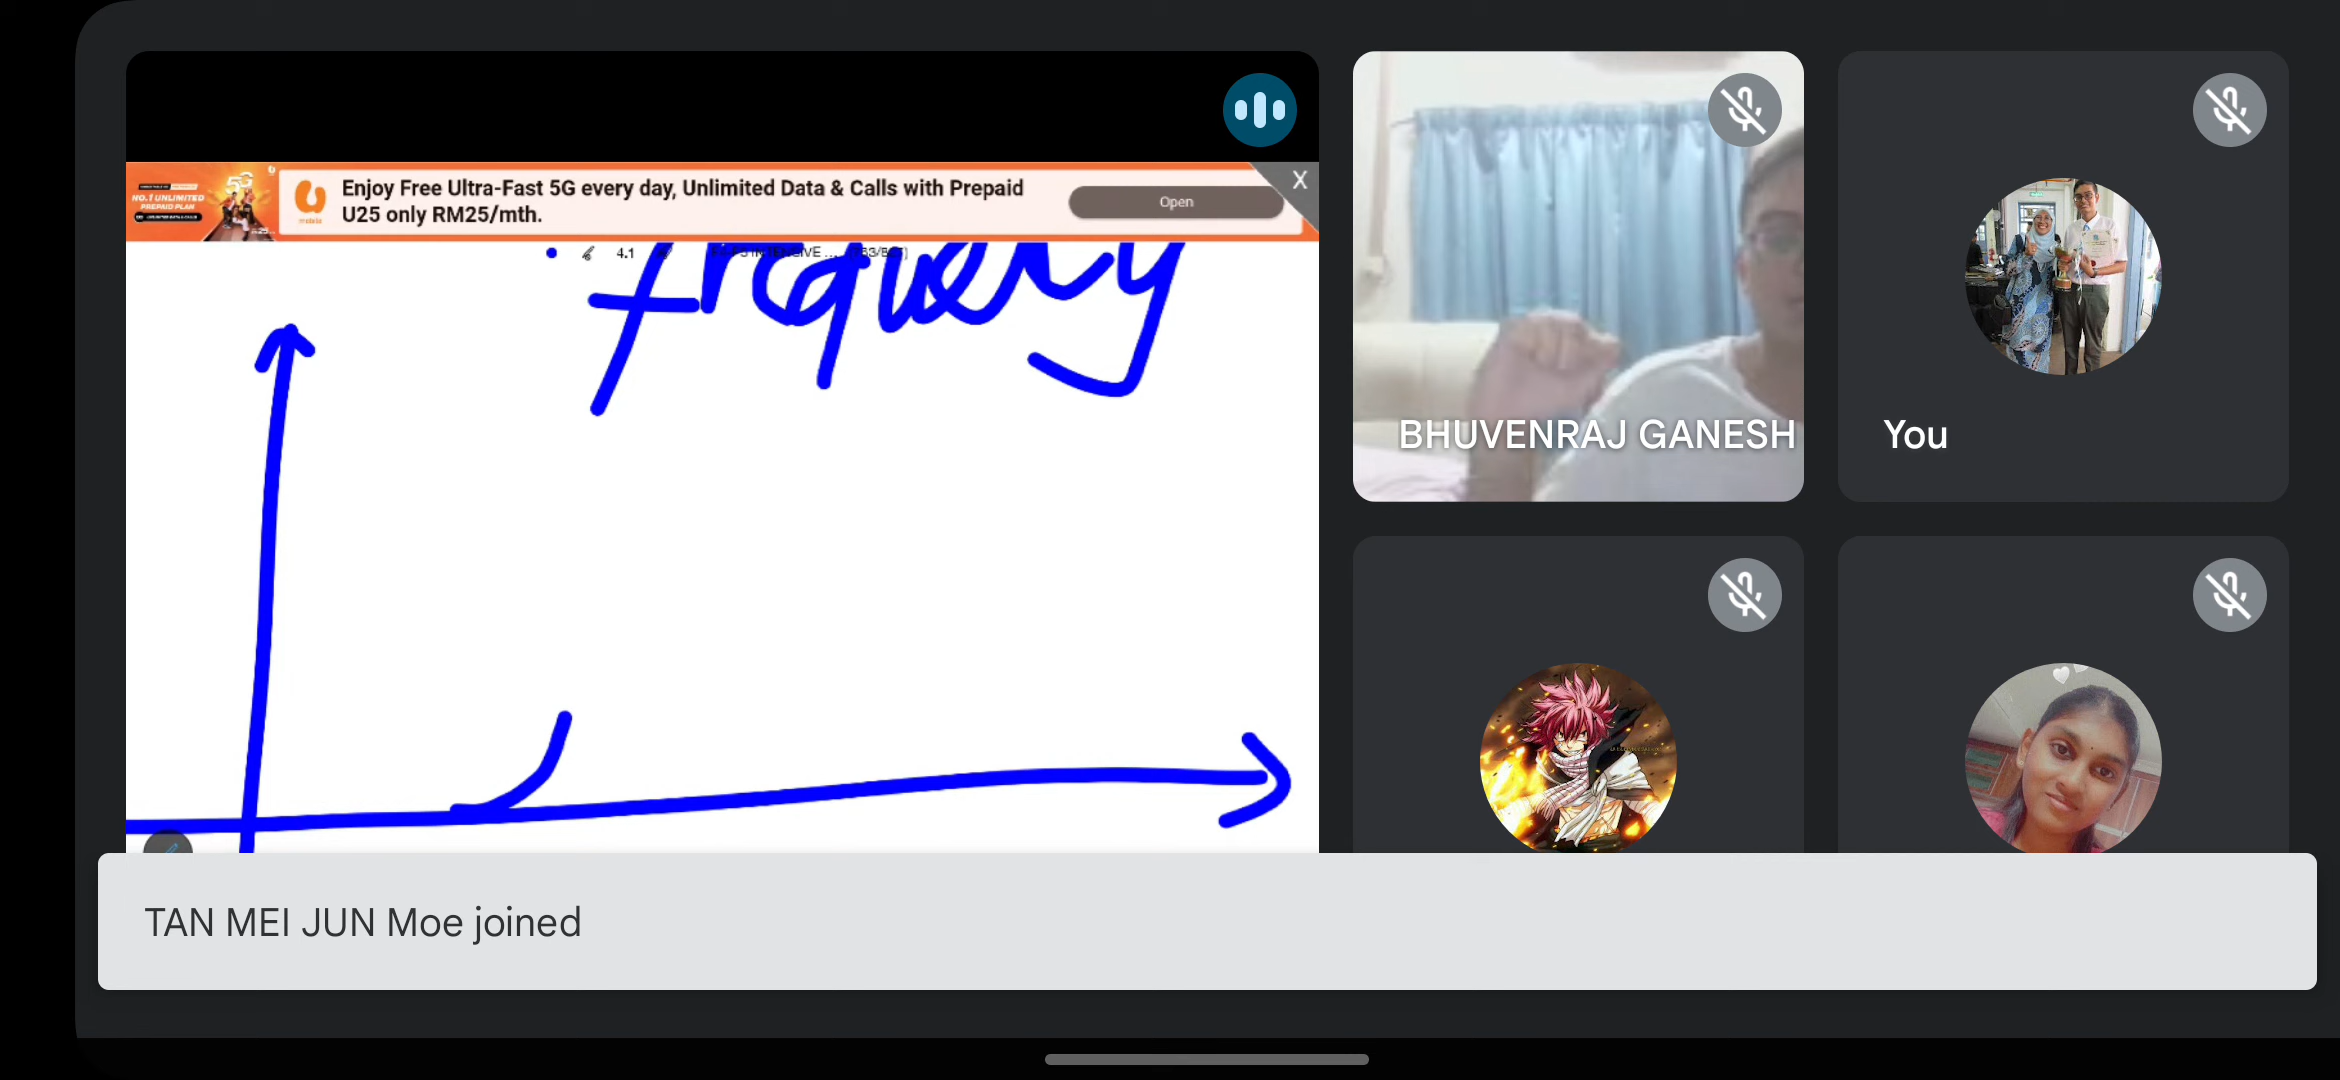 NO.1 UNLIMITED
PREPAID PLAN
5G
Enjoy Free Ultra-Fast 5G every day, Unlimited Data & Calls with Prepaid
U25 only RM25/mth.
Open
X
4.1
BHUVENRAJ GANESH
You
TAN MEI JUN Moe joined